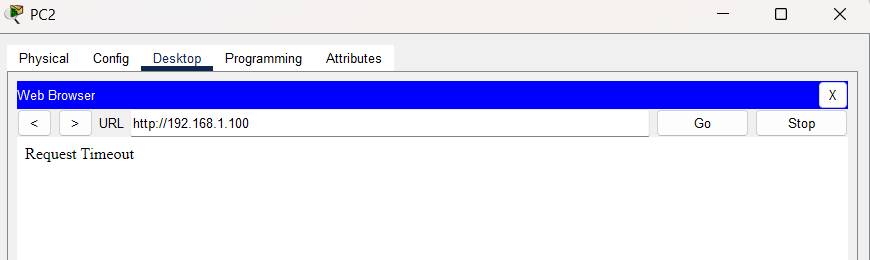 PC2
Physical Config Desktop Programming Attributes
Web Browser X
< > URL http://192.168.1.100 Go Stop
Request Timeout